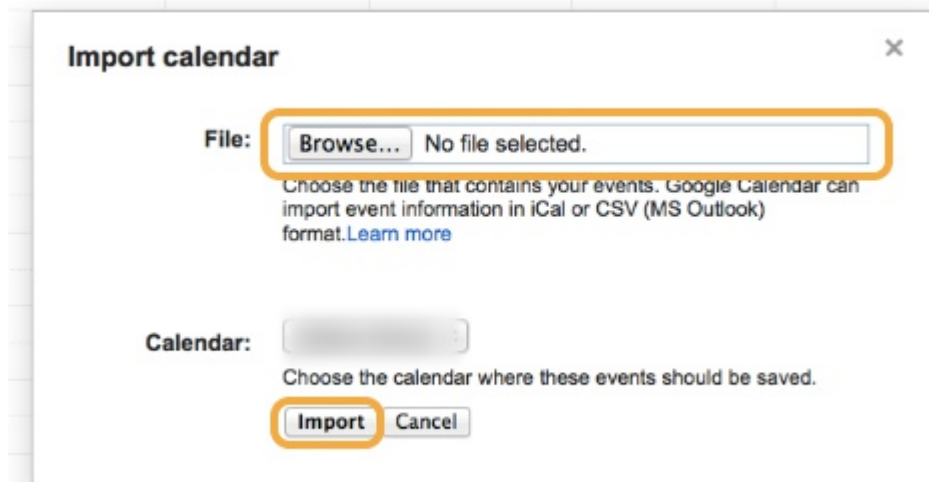 Import calendar
File: Browse... No file selected.
Choose the file that contains your events. Google Calendar can
import event information in iCal or CSV (MS Outlook)
format.Learn more
Calendar:
Choose the calendar where these events should be saved.
Import Cancel